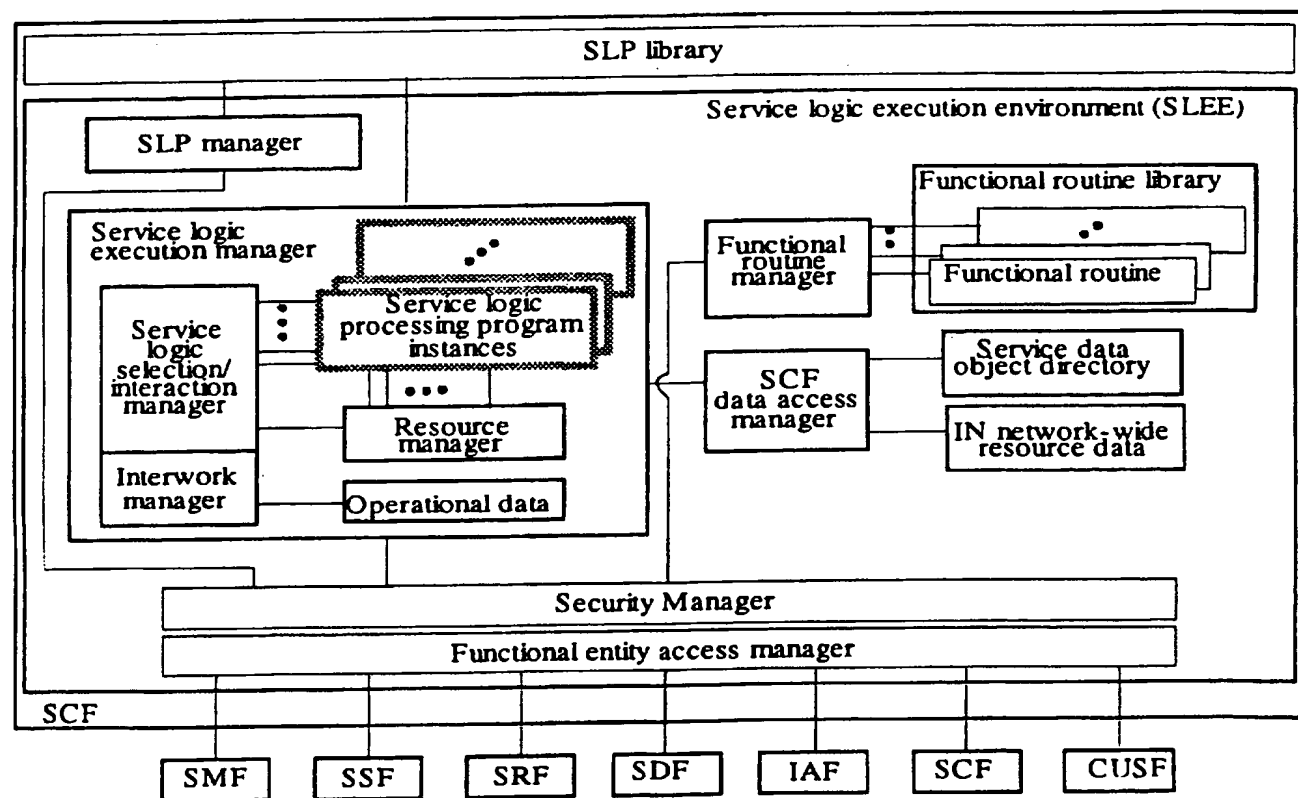 SLP library
Service logic execution environment (SLEE)
SLP manager
Functional routine library
Service logic
execution manager
Functional
routine
manager
Functional routine
Service logic
processing program
instances
Service
logic
selection/
interaction
manager
Service data
object directory
SCF
data access
manager
Resource
manager
IN network-wide
resource data
Interwork
manager
Operational data
Security Manager
Functional entity access manager
SCF
SMF
SSF
SRF
SDF
IAF
SCF
CUSF